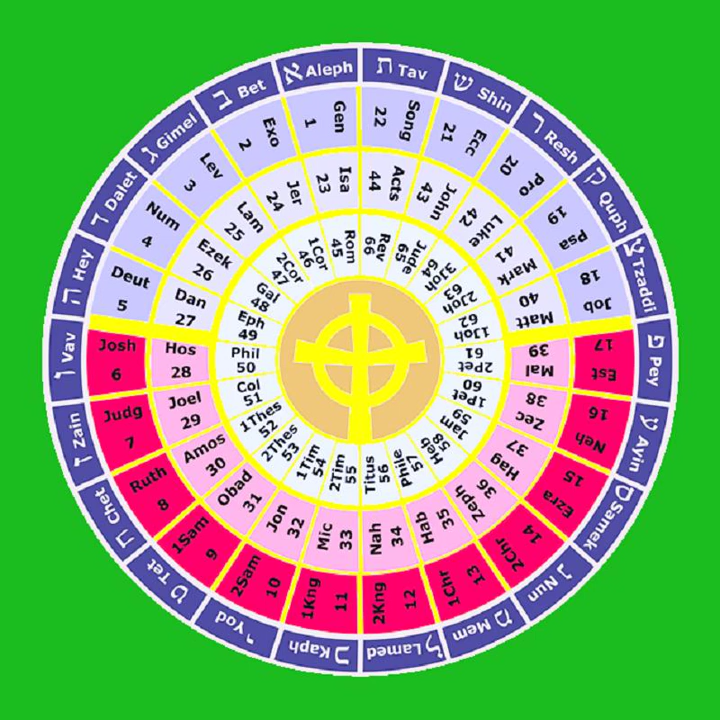 א Aleph
ב Bet
ג Gimel
ד Dalet
ה Hey
ו Vav
ז Zain
ח Chet
ט Tet
י Yod
כ Kaph
ל Lamed
מ Mem
נ Nun
ס Samek
ע Ayin
פ Pey
צ Tzaddi
ק Quph
ר Resh
ש Shin
ת Tav
Gen
1
Exo
2
Lev
3
Num
4
Deut
5
Josh
6
Judg
7
Ruth
8
1Sam
9
2Sam
10
1Kng
11
2Kng
12
1Chr
13
2Chr
14
Ezra
15
Neh
16
Est
17
Job
18
Psa
19
Pro
20
Ecc
21
Song
22
Isa
23
Jer
24
Lam
25
Ezek
26
Dan
27
Hos
28
Joel
29
Amos
30
Obad
31
Jon
32
Mic
33
Nah
34
Hab
35
Zeph
36
Hag
37
Zec
38
Mal
39
Matt
40
Mark
41
Luke
42
John
43
Acts
44
Rom
45
1Cor
46
2Cor
47
Gal
48
Eph
49
Phil
50
Col
51
1Thes
52
2Thes
53
1Tim
54
2Tim
55
Titus
56
Phile
57
Heb
58
Jam
59
1Pet
60
2Pet
61
1Joh
62
2Joh
63
3Joh
64
Jude
65
Rev
66